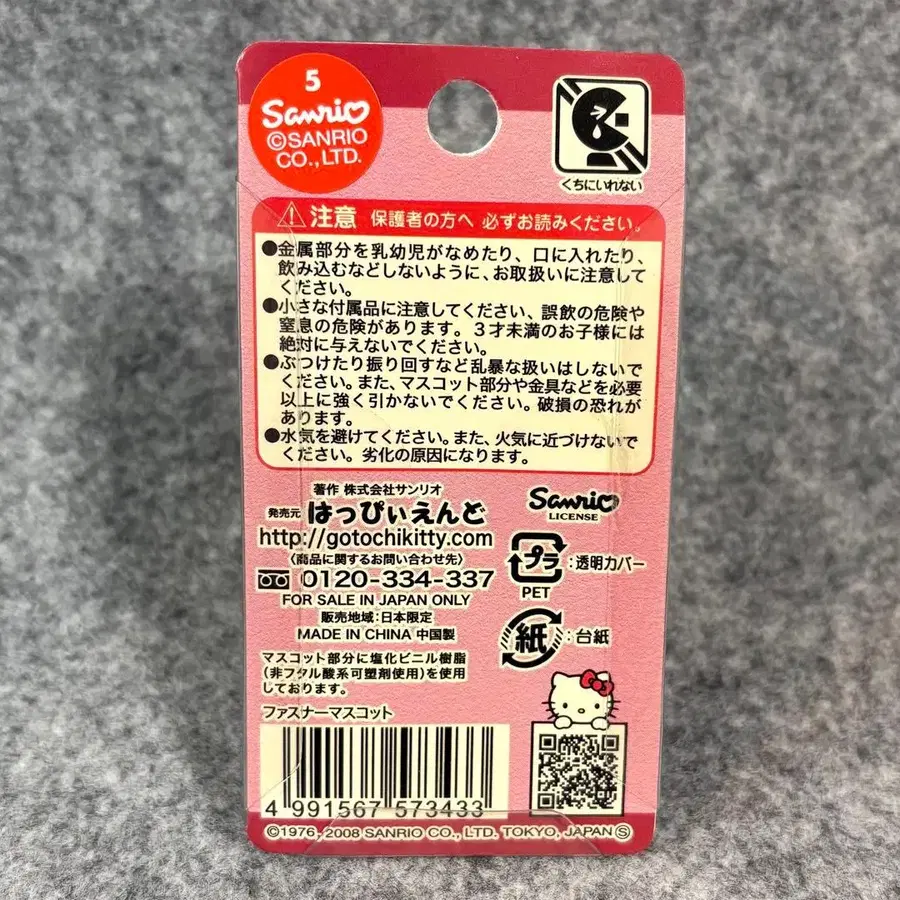 5
Sanrio
©SANRIO
CO., LTD.
くちにいれない
注意 保護者の方へ 必ずお読みください。
●金属部分を乳幼児がなめたり、口に入れたり、
飲み込むなどしないように、お取扱いに注意して
ください。
●小さな付属品に注意してください、誤飲の危険や
窒息の危険があります。3才未満のお子様には
絶対に与えないでください。
●ぶつけたり振り回すなど乱暴な扱いはしないで
ください。また、マスコット部分や金具などを必要
以上に強く引かないでください。破損の恐れが
あります。
●水気を避けてください。また、火気に近づけないで
ください。劣化の原因になります。
著作 株式会社サンリオ
発売元 はっぴぃえんど
http://gotochikitty.com
〈商品に関するお問い合わせ先〉
0120-334-337
FOR SALE IN JAPAN ONLY
販売地域:日本限定
MADE IN CHINA 中国製
Sanrio
LICENSE
プラ :透明カバー
PET
紙 :台紙
マスコット部分に塩化ビニル樹脂
(非フタル酸系可塑剤使用)を使用
しております。
ファスナーマスコット
4 991567 573433
©1976, 2008 SANRIO CO., LTD. TOKYO, JAPAN Ⓢ